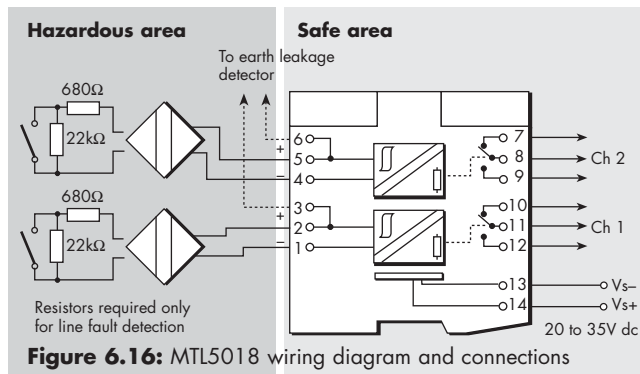 Hazardous area
Safe area
To earth leakage
detector
680Ω
22kΩ
680Ω
22kΩ
Resistors required only
for line fault detection
6
+
5
–
4
3
+
2
–
1
7
8
9
Ch 2
10
11
12
Ch 1
13
Vs–
14
Vs+
20 to 35V dc
Figure 6.16: MTL5018 wiring diagram and connections